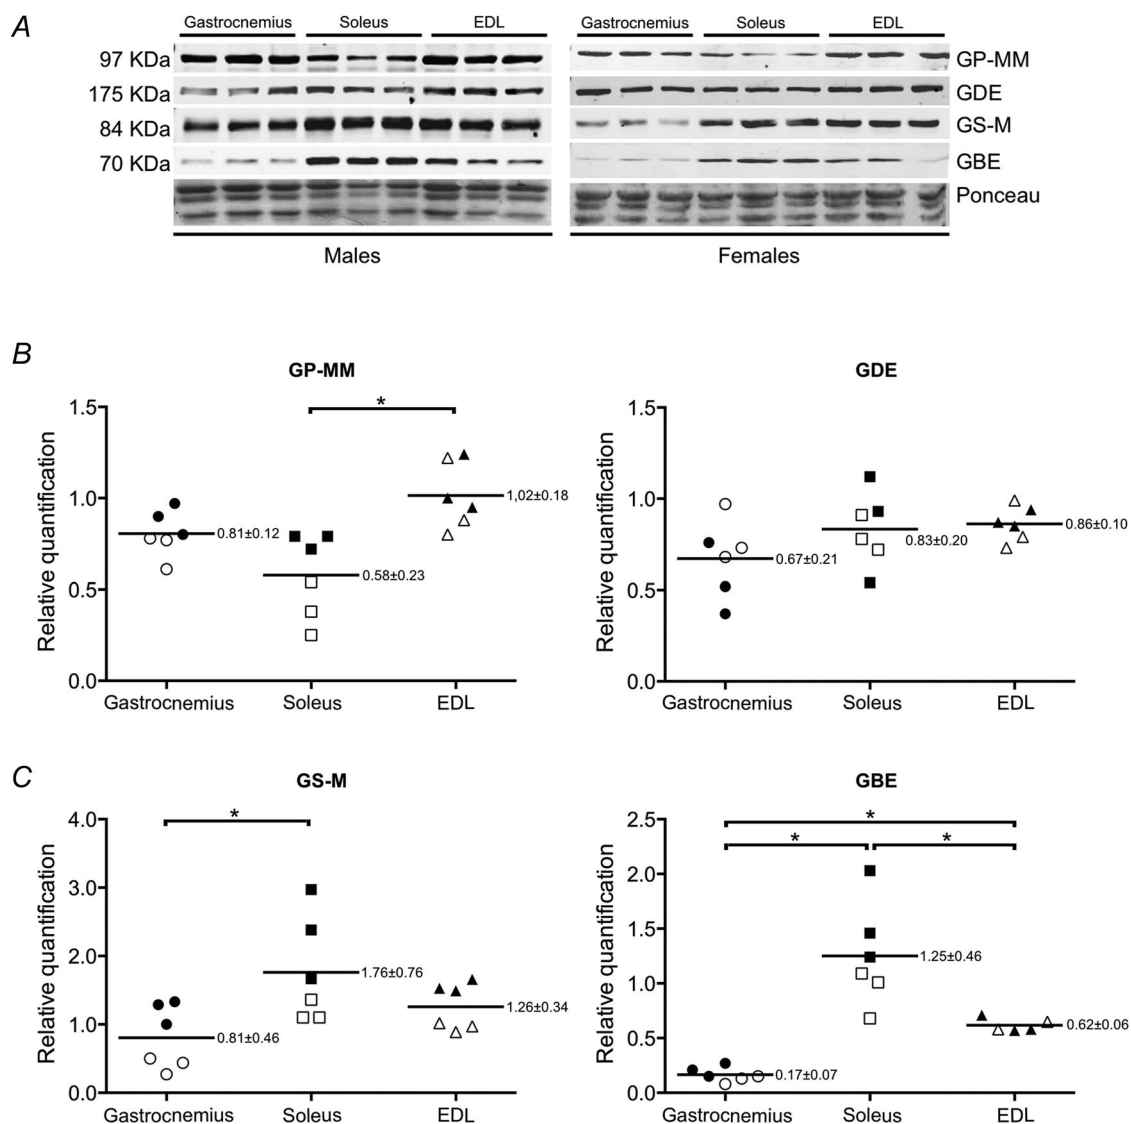 A
Gastrocnemius Soleus EDL Gastrocnemius Soleus EDL
97 KDa GP-MM
175 KDa GDE
84 KDa GS-M
70 KDa GBE
Ponceau
Males Females
B
GP-MM
Relative quantification
1.5
1.0
0.5
0.0
*
0.81±0.12
0.58±0.23
1,02±0.18
Gastrocnemius Soleus EDL
GDE
Relative quantification
1.5
1.0
0.5
0.0
0.67±0.21
0.83±0.20
0.86±0.10
Gastrocnemius Soleus EDL
C
GS-M
Relative quantification
4.0
3.0
2.0
1.0
0.0
*
0.81±0.46
1.76±0.76
1.26±0.34
Gastrocnemius Soleus EDL
GBE
Relative quantification
2.5
2.0
1.5
1.0
0.5
0.0
*
* *
0.17±0.07
1.25±0.46
0.62±0.06
Gastrocnemius Soleus EDL